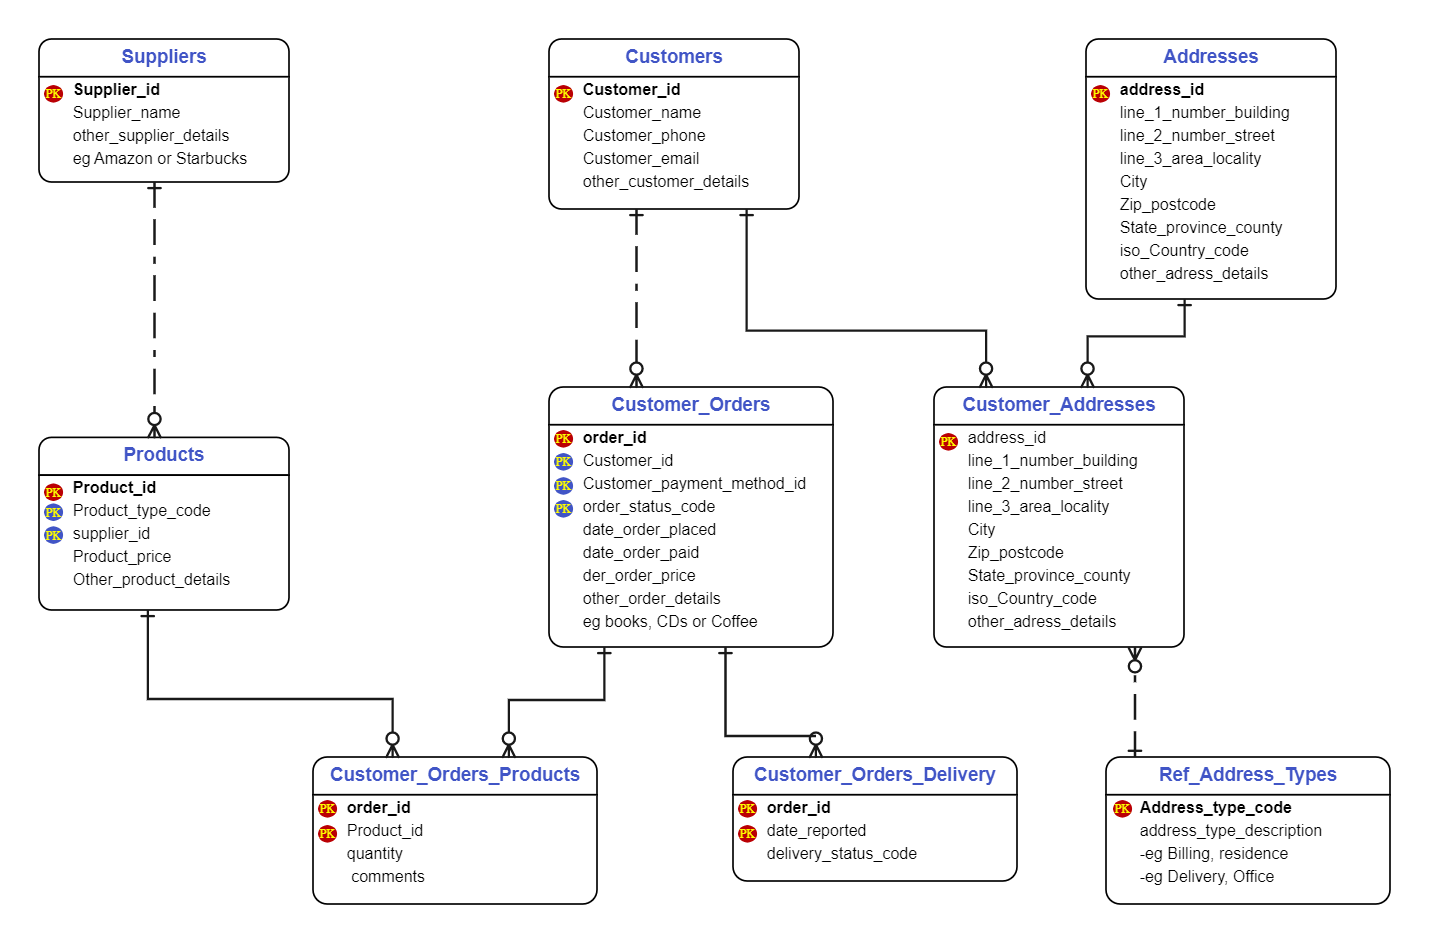 Suppliers
PK Supplier_id
Supplier_name
other_supplier_details
eg Amazon or Starbucks
Customers
PK Customer_id
Customer_name
Customer_phone
Customer_email
other_customer_details
Addresses
PK address_id
line_1_number_building
line_2_number_street
line_3_area_locality
City
Zip_postcode
State_province_county
iso_Country_code
other_adress_details
Products
PK Product_id
PK Product_type_code
PK supplier_id
Product_price
Other_product_details
Customer_Orders
PK order_id
PK Customer_id
PK Customer_payment_method_id
PK order_status_code
date_order_placed
date_order_paid
der_order_price
other_order_details
eg books, CDs or Coffee
Customer_Addresses
PK address_id
line_1_number_building
line_2_number_street
line_3_area_locality
City
Zip_postcode
State_province_county
iso_Country_code
other_adress_details
Customer_Orders_Products
PK order_id
PK Product_id
quantity
comments
Customer_Orders_Delivery
PK order_id
PK date_reported
delivery_status_code
Ref_Address_Types
PK Address_type_code
address_type_description
-eg Billing, residence
-eg Delivery, Office